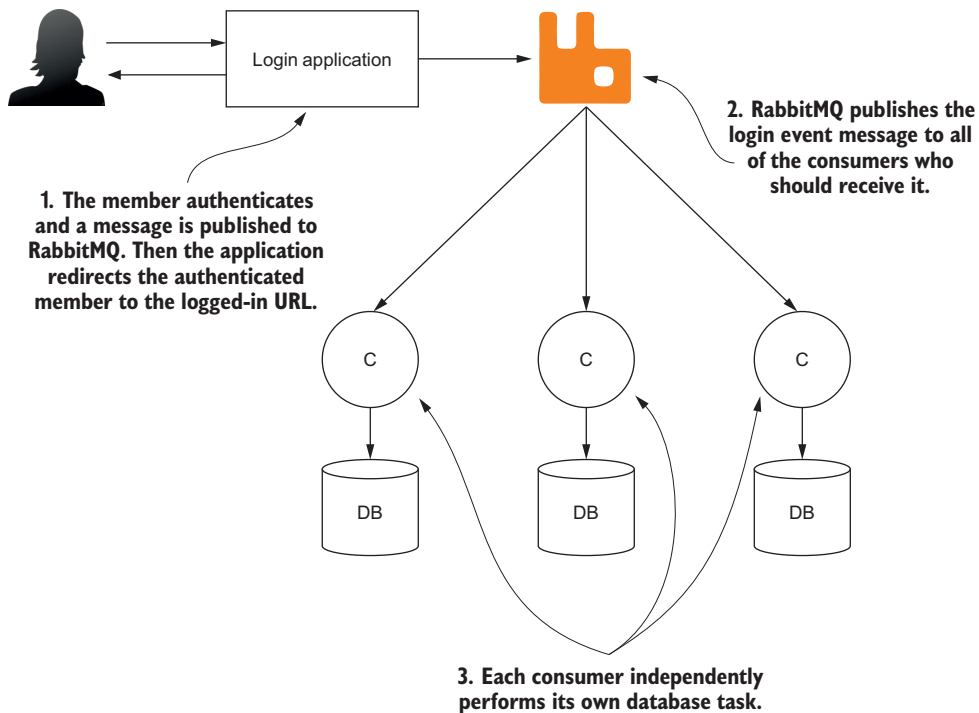 Login application
2. RabbitMQ publishes the
login event message to all
of the consumers who
should receive it.
1. The member authenticates
and a message is published to
RabbitMQ. Then the application
redirects the authenticated
member to the logged-in URL.
C
C
C
DB
DB
DB
3. Each consumer independently
performs its own database task.